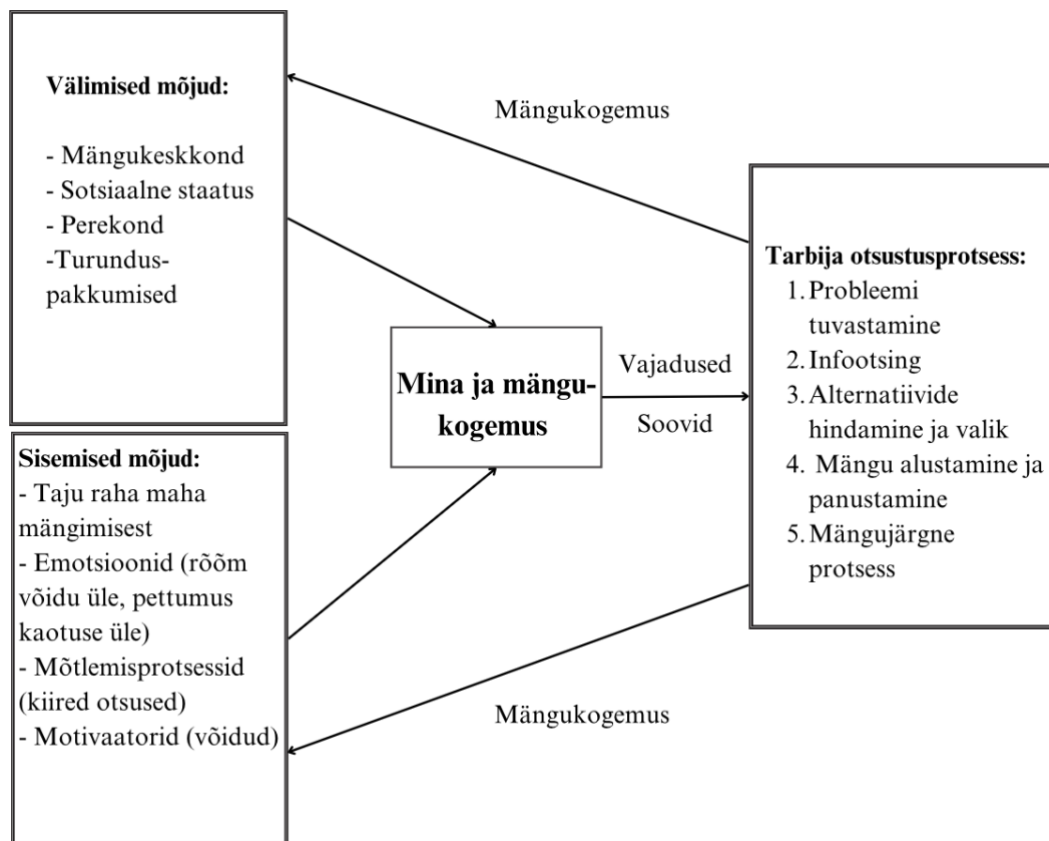 Välimised mõjud:
- Mängukeskkond
- Sotsiaalne staatus
- Perekond
-Turundus-
pakkumised
Sisemised mõjud:
- Taju raha maha
mängimisest
- Emotsioonid (rõõm
võidu üle, pettumus
kaotuse üle)
- Mõtlemisprotsessid
(kiired otsused)
- Motivaatorid (võidud)
Mina ja mängu-
kogemus
Vajadused
Soovid
Mängukogemus
Tarbija otsustusprotsess:
1. Probleemi
tuvastamine
2. Infootsing
3. Alternatiivide
hindamine ja valik
4. Mängu alustamine ja
panustamine
5. Mängujärgne
protsess
Mängukogemus